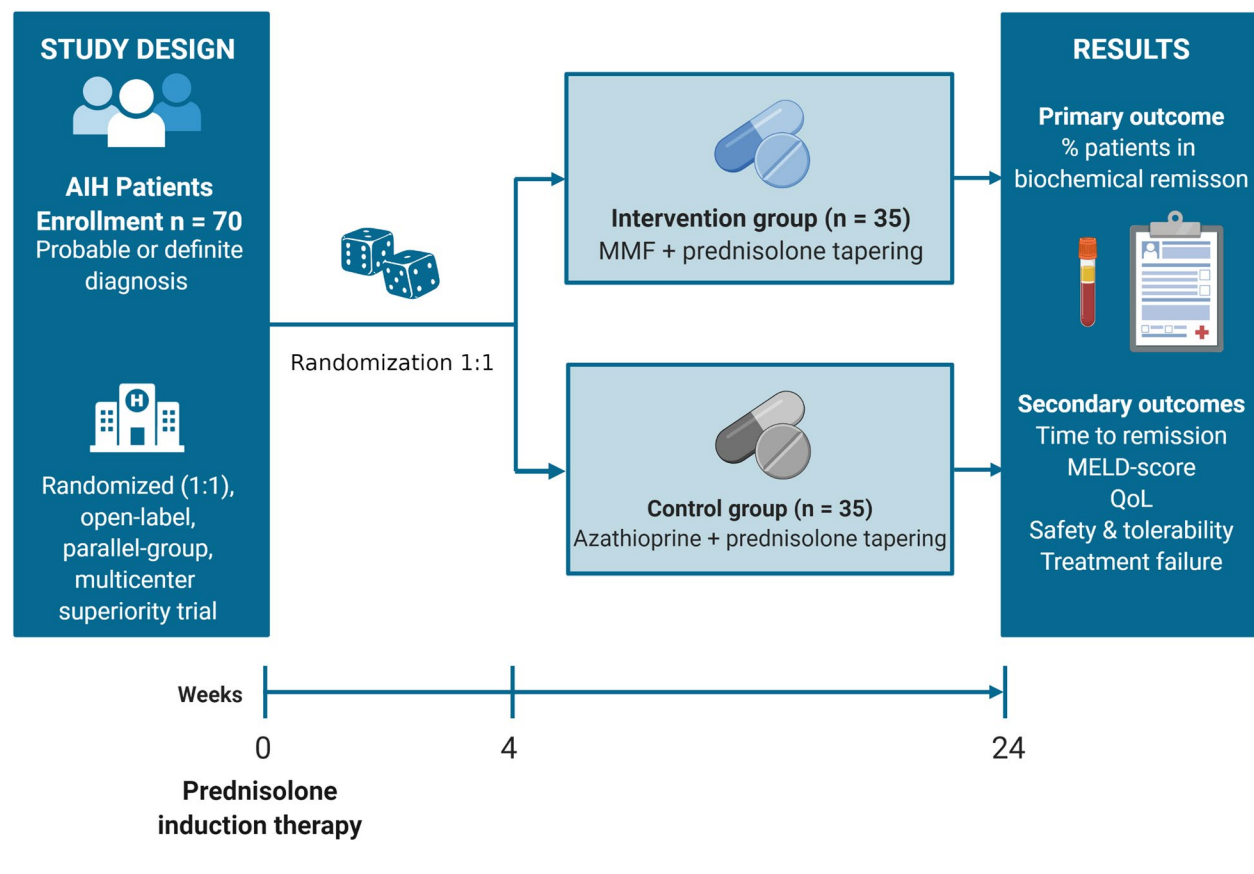 STUDY DESIGN
AIH Patients
Enrollment n = 70
Probable or definite
diagnosis
H
Randomized (1:1),
open-label,
parallel-group,
multicenter
superiority trial
Randomization 1:1
Intervention group (n = 35)
MMF + prednisolone tapering
Control group (n = 35)
Azathioprine + prednisolone tapering
RESULTS
Primary outcome
% patients in
biochemical remisson
Secondary outcomes
Time to remission
MELD-score
QoL
Safety & tolerability
Treatment failure
Weeks
0
4
24
Prednisolone
induction therapy